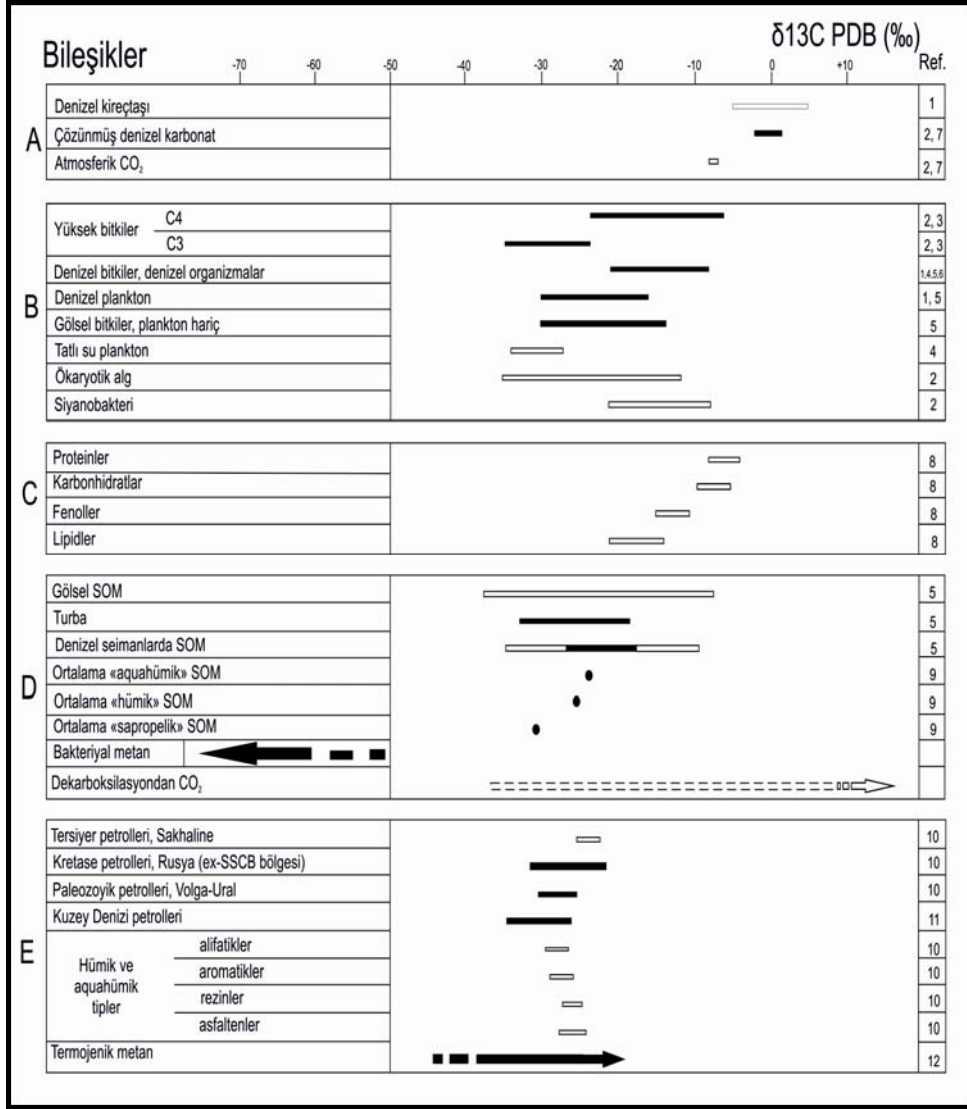 δ13C PDB (‰)
Bileşikler
-70 -60 -50 -40 -30 -20 -10 0 +10 Ref.
A
Denizel kireçtaşı 1
Çözünmüş denizel karbonat 2, 7
Atmosferik CO₂ 2, 7
B
Yüksek bitkiler
C4 2, 3
C3 2, 3
Denizel bitkiler, denizel organizmalar 1,4,5,6
Denizel plankton 1, 5
Gölsel bitkiler, plankton hariç 5
Tatlı su plankton 4
Ökaryotik alg 2
Siyanobakteri 2
C
Proteinler 8
Karbonhidratlar 8
Fenoller 8
Lipidler 8
D
Gölsel SOM 5
Turba 5
Denizel seimanlarda SOM 5
Ortalama «aquahümik» SOM 9
Ortalama «hümik» SOM 9
Ortalama «sapropelik» SOM 9
Bakteriyal metan
Dekarboksilasyondan CO₂
E
Tersiyer petrolleri, Sakhaline 10
Kretase petrolleri, Rusya (ex-SSCB bölgesi) 10
Paleozoyik petrolleri, Volga-Ural 10
Kuzey Denizi petrolleri 11
Hümik ve
aquahümik
tipler
alifatikler 10
aromatikler 10
rezinler 10
asfaltenler 10
Termojenik metan 12